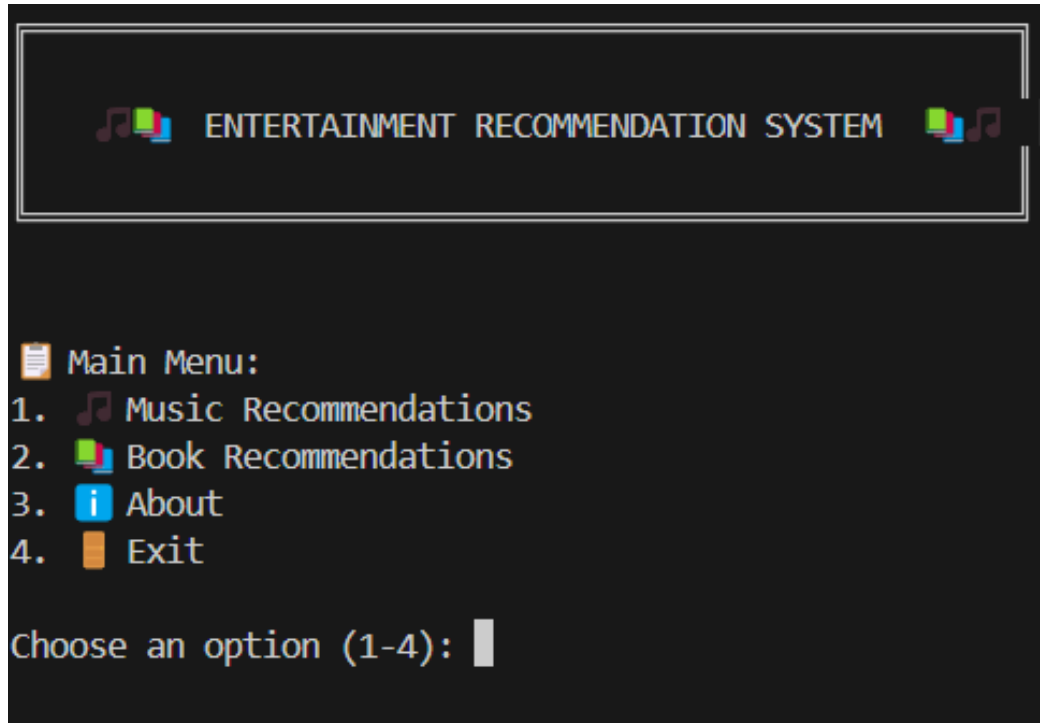 🎵📚 ENTERTAINMENT RECOMMENDATION SYSTEM 📚🎵
📋 Main Menu:
1. 🎵 Music Recommendations
2. 📚 Book Recommendations
3. ℹ️ About
4. 🚪 Exit
Choose an option (1-4):